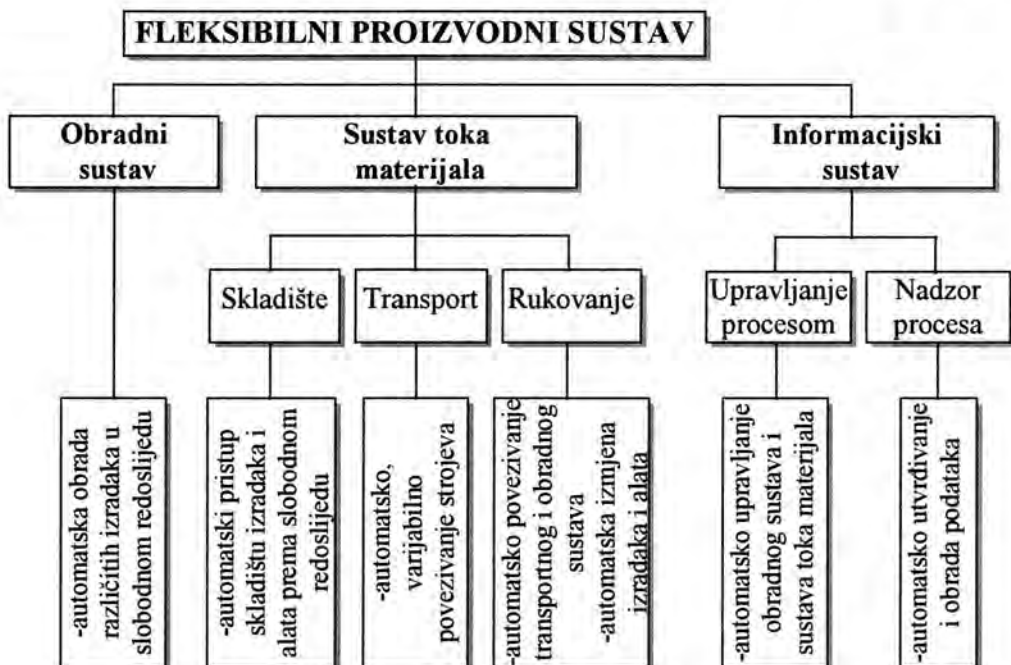 FLEKSIBILNI PROIZVODNI SUSTAV
Obradni
sustav
Sustav toka
materijala
Informacijski
sustav
Skladište
Transport
Rukovanje
Upravljanje
procesom
Nadzor
procesa
-automatska obrada
različitih izradaka u
slobodnom redoslijedu
-automatski pristup
skladištu izradaka i
alata prema slobodnom
redoslijedu
-automatsko,
varijabilno
povezivanje strojeva
-automatsko povezivanje
transportnog i obradnog
sustava
-automatska izmjena
izradaka i alata
-automatsko upravljanje
obradnog sustava i
sustava toka materijala
-automatsko utvrđivanje
i obrada podataka